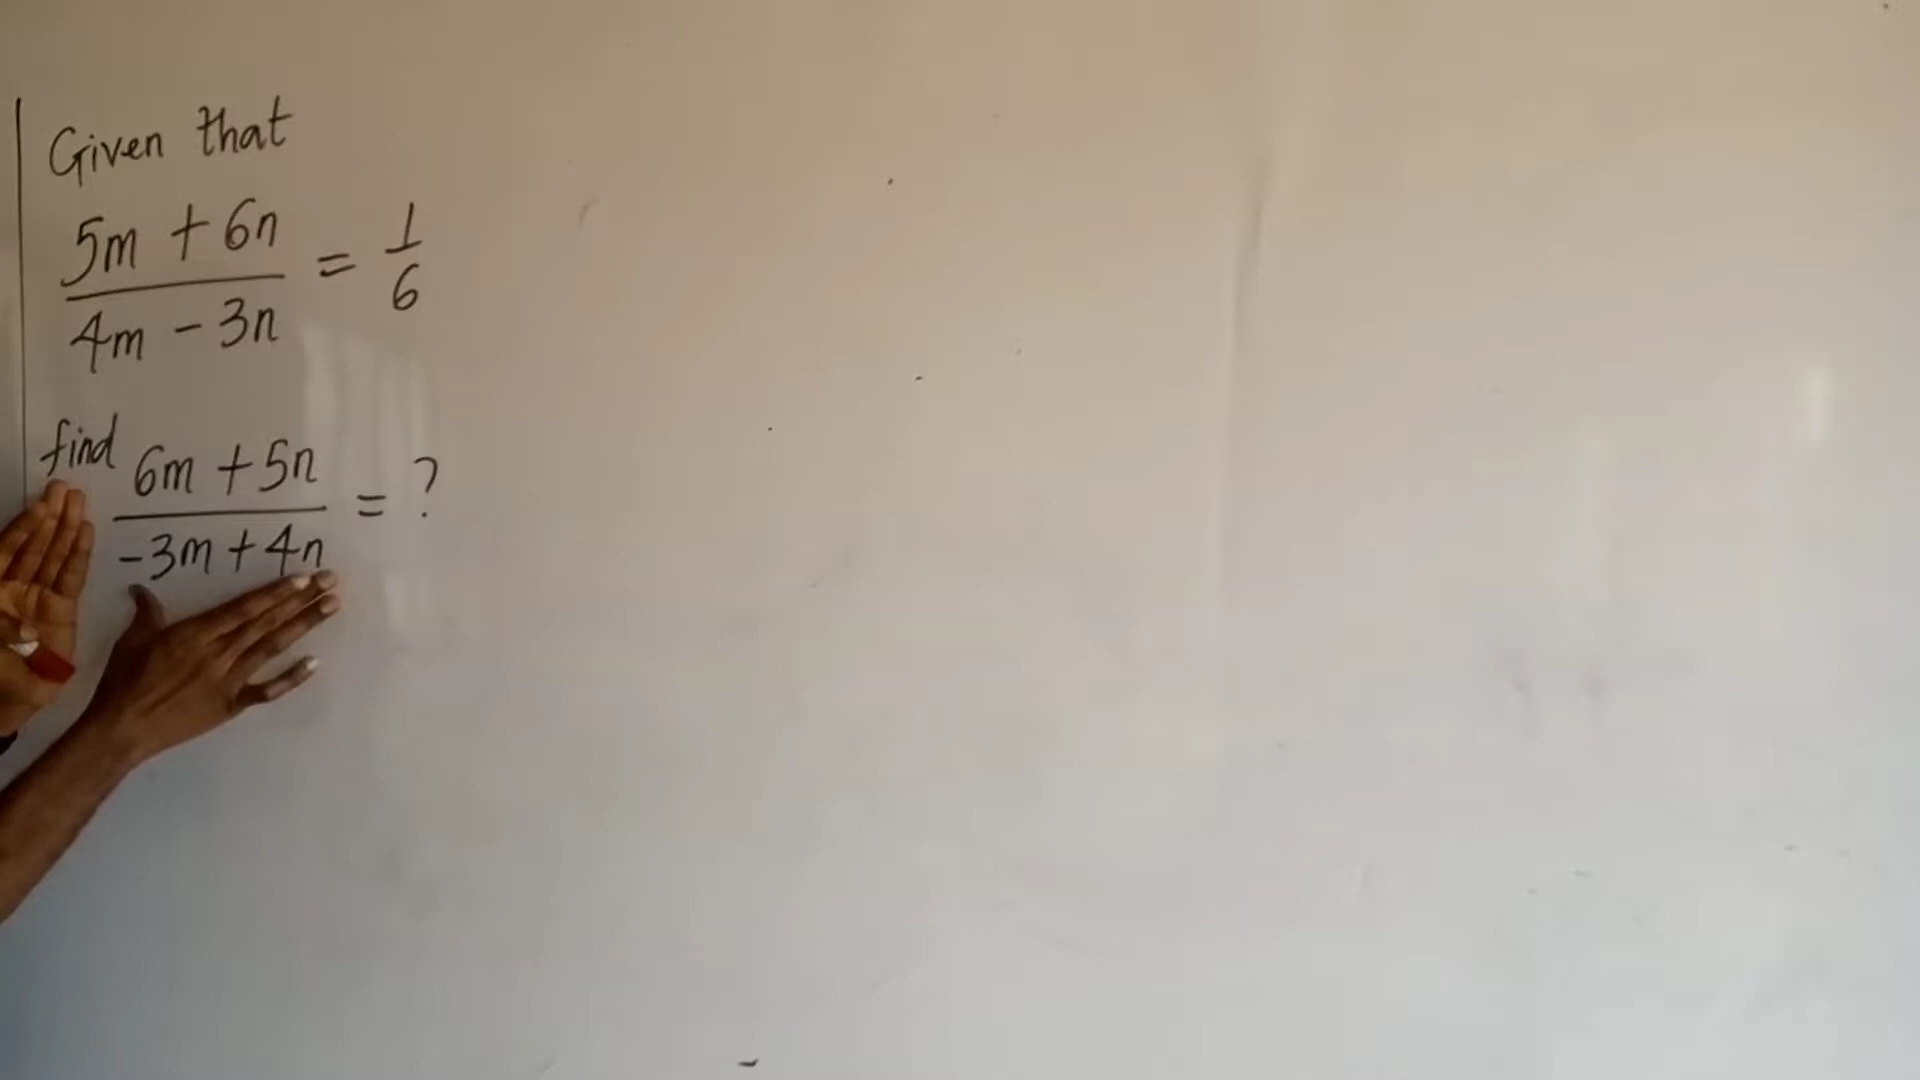 Given that
5m + 6n
4m - 3n
= 1/6
find
6m + 5n
-3m + 4n
= ?